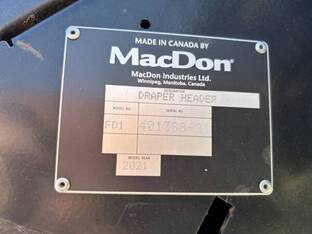 MADE IN CANADA BY
MacDon®
MacDon Industries Ltd.
Winnipeg, Manitoba, Canada
DESIGNATION
DRAPER HEADER
MODEL NO. SERIAL NO.
FD1
MODEL YEAR
2021